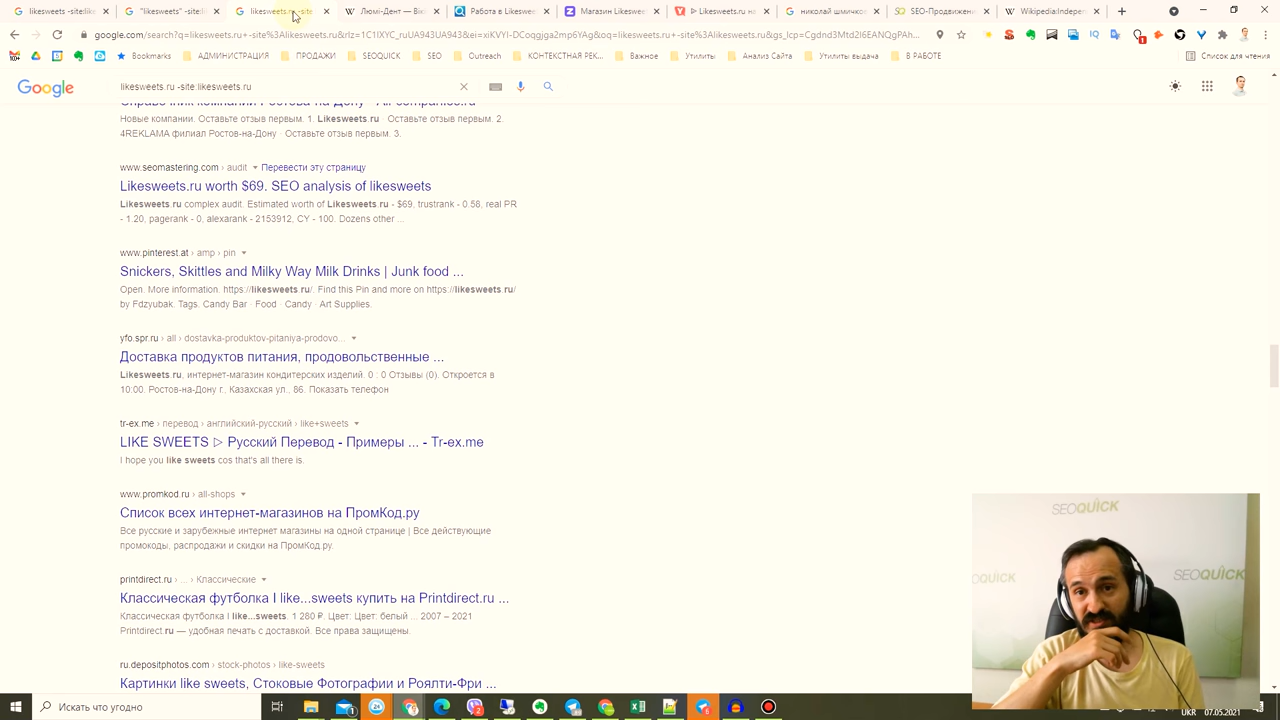 likesweets -site:like
"likesweets" -site:li
likesweets.ru -site
Люмі-Дент — Вікі
Работа в Likesweet
Магазин Likesweet
▷ Likesweets.ru на
николай шмичков
SEO-Продвижени
Wikipedia:Indeper
google.com/search?q=likesweets.ru+-site%3Alikesweets.ru&rlz=1C1IXYC_ruUA943UA943&ei=xiKVYI-DCoqgjga2mp6YAg&oq=likesweets.ru+-site%3Alikesweets.ru&gs_lcp=Cgdnd3Mtd2l6EANQgPAh...
Bookmarks
АДМИНИСТРАЦИЯ
ПРОДАЖИ
SEOQUICK
SEO
Outreach
КОНТЕКСТНАЯ РЕК...
Важное
Утилиты
Анализ Сайта
Утилиты выдача
В РАБОТЕ
Список для чтения
Google
likesweets.ru -site:likesweets.ru
Новые компании. Оставьте отзыв первым. 1. Likesweets.ru · Оставьте отзыв первым. 2.
4REKLAMA филиал Ростов-на-Дону · Оставьте отзыв первым. 3.
www.seomastering.com › audit Перевести эту страницу
Likesweets.ru worth $69. SEO analysis of likesweets
Likesweets.ru complex audit. Estimated worth of Likesweets.ru - $69, trustrank - 0.58, real PR
- 1.20, pagerank - 0, alexarank - 2153912, CY - 100. Dozens other ...
www.pinterest.at › amp › pin
Snickers, Skittles and Milky Way Milk Drinks | Junk food ...
Open. More information. https://likesweets.ru/. Find this Pin and more on https://likesweets.ru/
by Fdzyubak. Tags. Candy Bar · Food · Candy · Art Supplies.
yfo.spr.ru › all › dostavka-produktov-pitaniya-prodovo...
Доставка продуктов питания, продовольственные ...
Likesweets.ru, интернет-магазин кондитерских изделий. 0 : 0 Отзывы (0). Откроется в
10:00. Ростов-на-Дону г., Казахская ул., 86. Показать телефон
tr-ex.me › перевод › английский-русский › like+sweets
LIKE SWEETS ▷ Русский Перевод - Примеры ... - Tr-ex.me
I hope you like sweets cos that's all there is.
www.promkod.ru › all-shops
Список всех интернет-магазинов на ПромКод.ру
Все русские и зарубежные интернет магазины на одной странице | Все действующие
промокоды, распродажи и скидки на ПромКод.ру.
printdirect.ru › ... › Классические
Классическая футболка I like...sweets купить на Printdirect.ru ...
Классическая футболка I like...sweets. 1 280 ₽. Цвет: Цвет: белый ... 2007 – 2021
Printdirect.ru — удобная печать с доставкой. Все права защищены.
ru.depositphotos.com › stock-photos › like-sweets
Картинки like sweets, Стоковые Фотографии и Роялти-Фри ...
SEOQUICK
SEOQUICK
Искать что угодно
UKR
07.05.2021